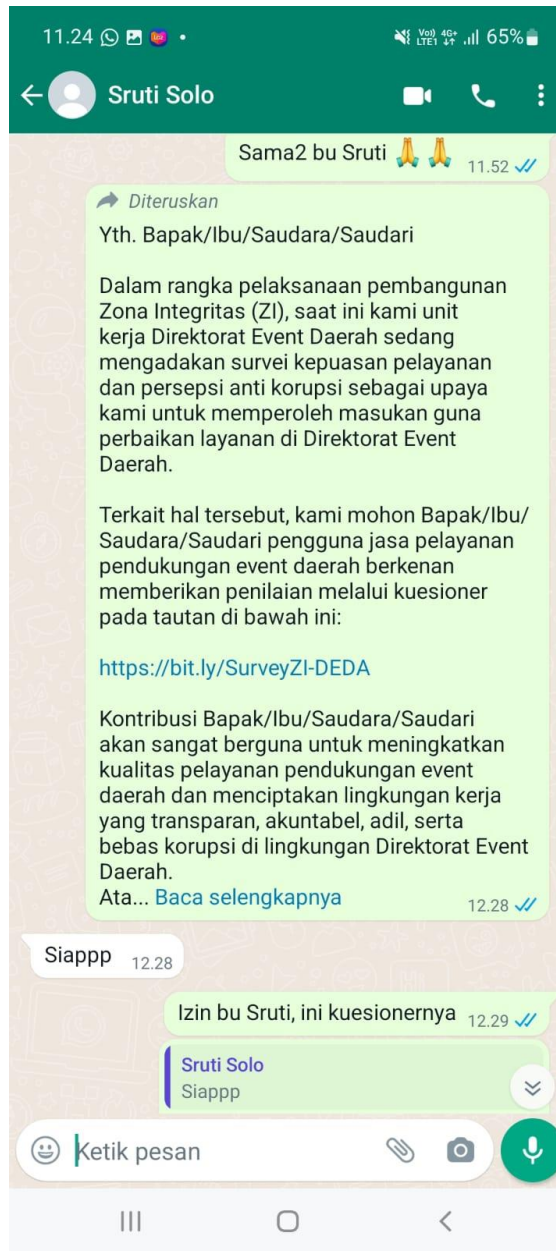 11.24
Voo) 4G+
LTE1
65%
Sruti Solo
Sama2 bu Sruti 🙏 🙏 11.52
Diteruskan
Yth. Bapak/Ibu/Saudara/Saudari
Dalam rangka pelaksanaan pembangunan
Zona Integritas (ZI), saat ini kami unit
kerja Direktorat Event Daerah sedang
mengadakan survei kepuasan pelayanan
dan persepsi anti korupsi sebagai upaya
kami untuk memperoleh masukan guna
perbaikan layanan di Direktorat Event
Daerah.
Terkait hal tersebut, kami mohon Bapak/Ibu/
Saudara/Saudari pengguna jasa pelayanan
pendukungan event daerah berkenan
memberikan penilaian melalui kuesioner
pada tautan di bawah ini:
https://bit.ly/SurveyZI-DEDA
Kontribusi Bapak/Ibu/Saudara/Saudari
akan sangat berguna untuk meningkatkan
kualitas pelayanan pendukungan event
daerah dan menciptakan lingkungan kerja
yang transparan, akuntabel, adil, serta
bebas korupsi di lingkungan Direktorat Event
Daerah.
Ata... Baca selengkapnya 12.28
Siappp 12.28
Izin bu Sruti, ini kuesionernya 12.29
Sruti Solo
Siappp
Ketik pesan